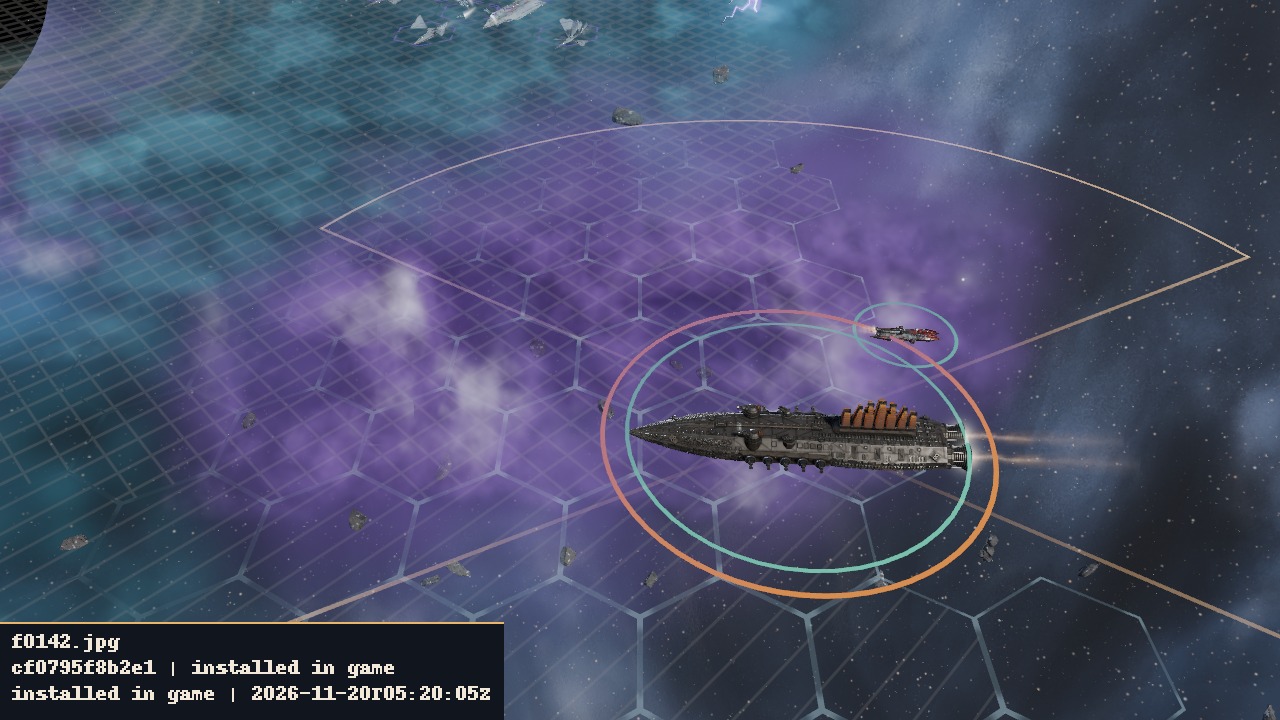 f0142.jpg
cf0795f8b2e1 | installed in game
installed in game | 2026-11-20T05:20:05Z